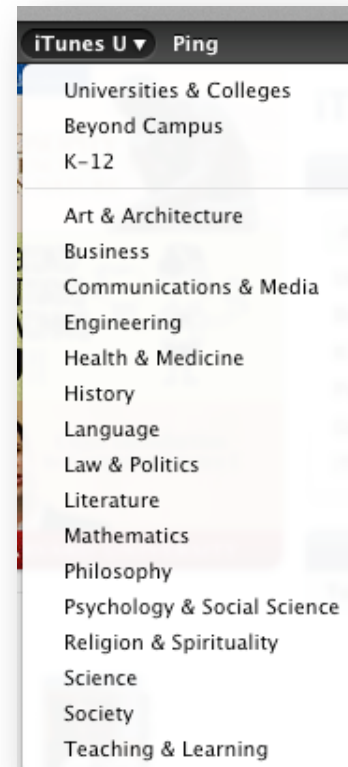 iTunes U ▾ Ping
Universities & Colleges
Beyond Campus
K-12
Art & Architecture
Business
Communications & Media
Engineering
Health & Medicine
History
Language
Law & Politics
Literature
Mathematics
Philosophy
Psychology & Social Science
Religion & Spirituality
Science
Society
Teaching & Learning